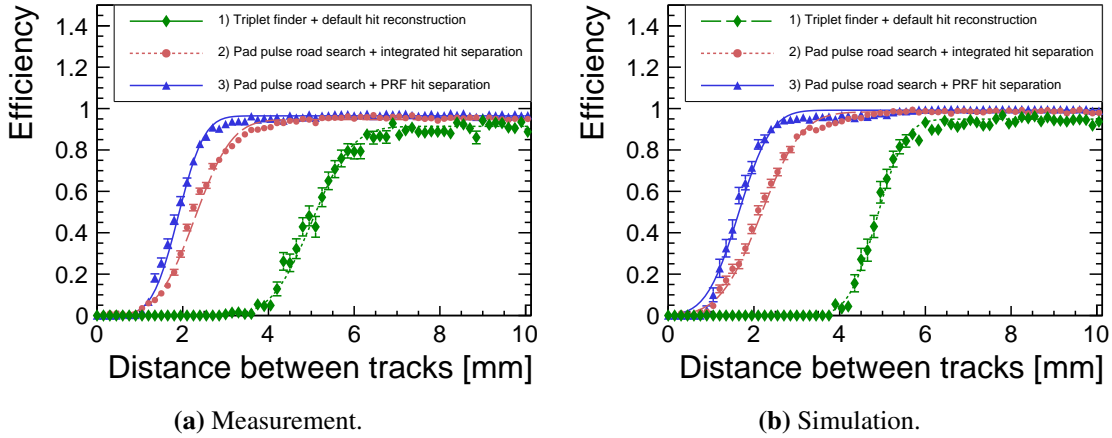 Efficiency
1.4
1.2
1
0.8
0.6
0.4
0.2
0
1) Triplet finder + default hit reconstruction
2) Pad pulse road search + integrated hit separation
3) Pad pulse road search + PRF hit separation
0 2 4 6 8 10
Distance between tracks [mm]
(a) Measurement.
Efficiency
1.4
1.2
1
0.8
0.6
0.4
0.2
0
1) Triplet finder + default hit reconstruction
2) Pad pulse road search + integrated hit separation
3) Pad pulse road search + PRF hit separation
0 2 4 6 8 10
Distance between tracks [mm]
(b) Simulation.